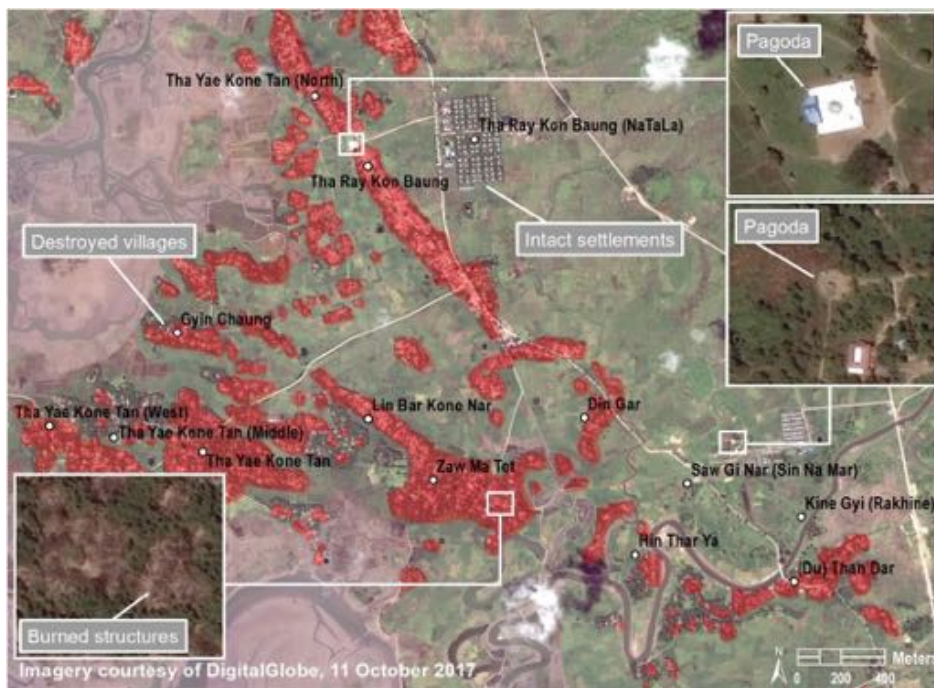 Pagoda
Tha Yae Kone Tan (North)
Tha Ray Kon Baung (NaTaLa)
Tha Ray Kon Baung
Pagoda
Destroyed villages
Intact settlements
Gyin Chaung
Lin Bar Kone Nar
Din Gar
Tha Yae Kone Tan (West)
Tha Yae Kone Tan (Middle)
Tha Yae Kone Tan
Zaw Ma Tet
Saw Gi Nar (Sin Na Mar)
Kine Gyi (Rakhine)
Hin Thar Ya
(Du) Than Dar
Burned structures
Imagery courtesy of DigitalGlobe, 11 October 2017
N
Meters
0 200 400